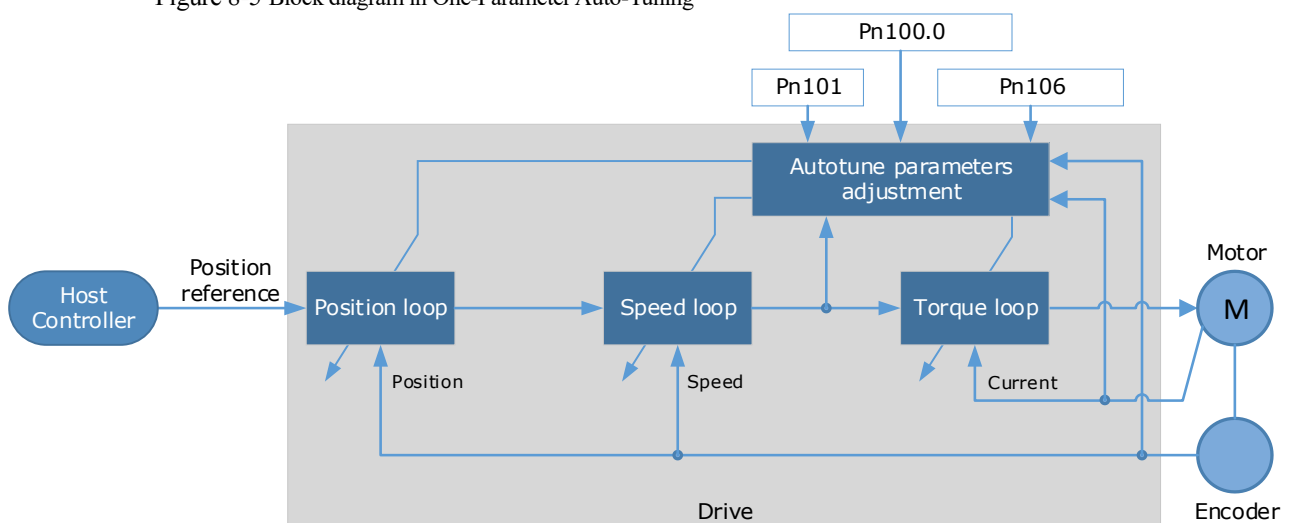 Figure 8-5 Block diagram in One-Parameter Auto-Tuning
Pn100.0
Pn101
Pn106
Autotune parameters
adjustment
Position
reference
Motor
Host
Controller
Position loop
Speed loop
Torque loop
M
Position
Speed
Current
Drive
Encoder